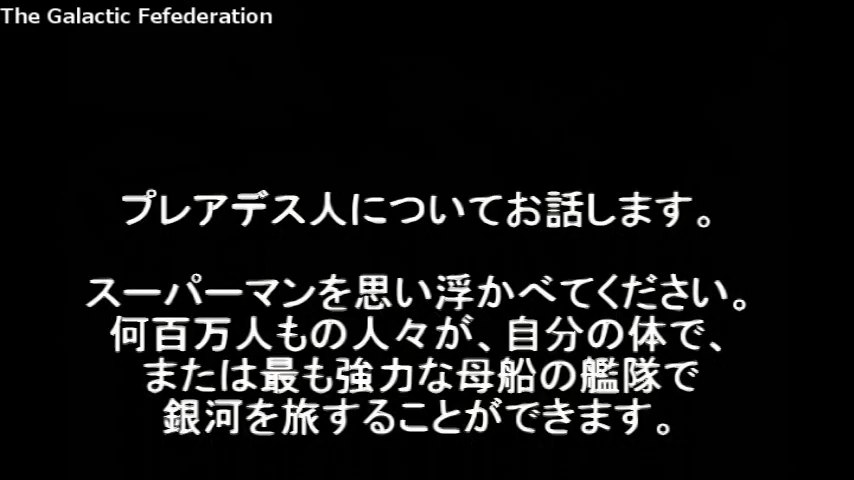 The Galactic Fefederation
プレアデス人についてお話します。
スーパーマンを思い浮かべてください。
何百万人もの人々が、自分の体で、
または最も強力な母船の艦隊で
銀河を旅することができます。